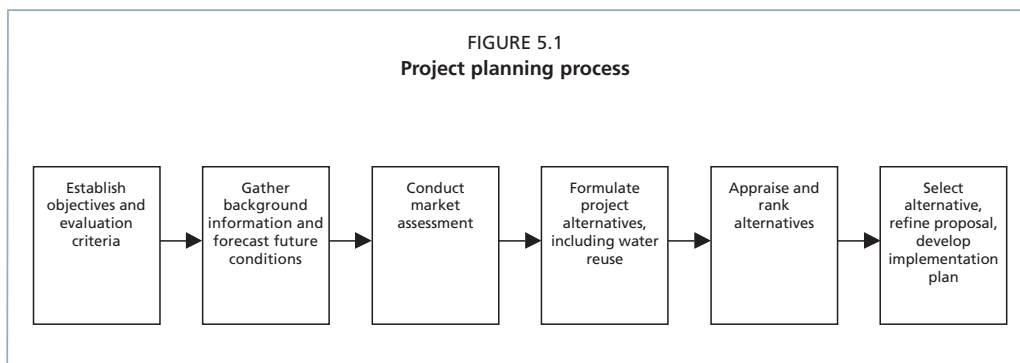 FIGURE 5.1
Project planning process
Establish
objectives and
evaluation
criteria
Gather
background
information and
forecast future
conditions
Conduct
market
assessment
Formulate
project
alternatives,
including water
reuse
Appraise and
rank
alternatives
Select
alternative,
refine proposal,
develop
implementation
plan